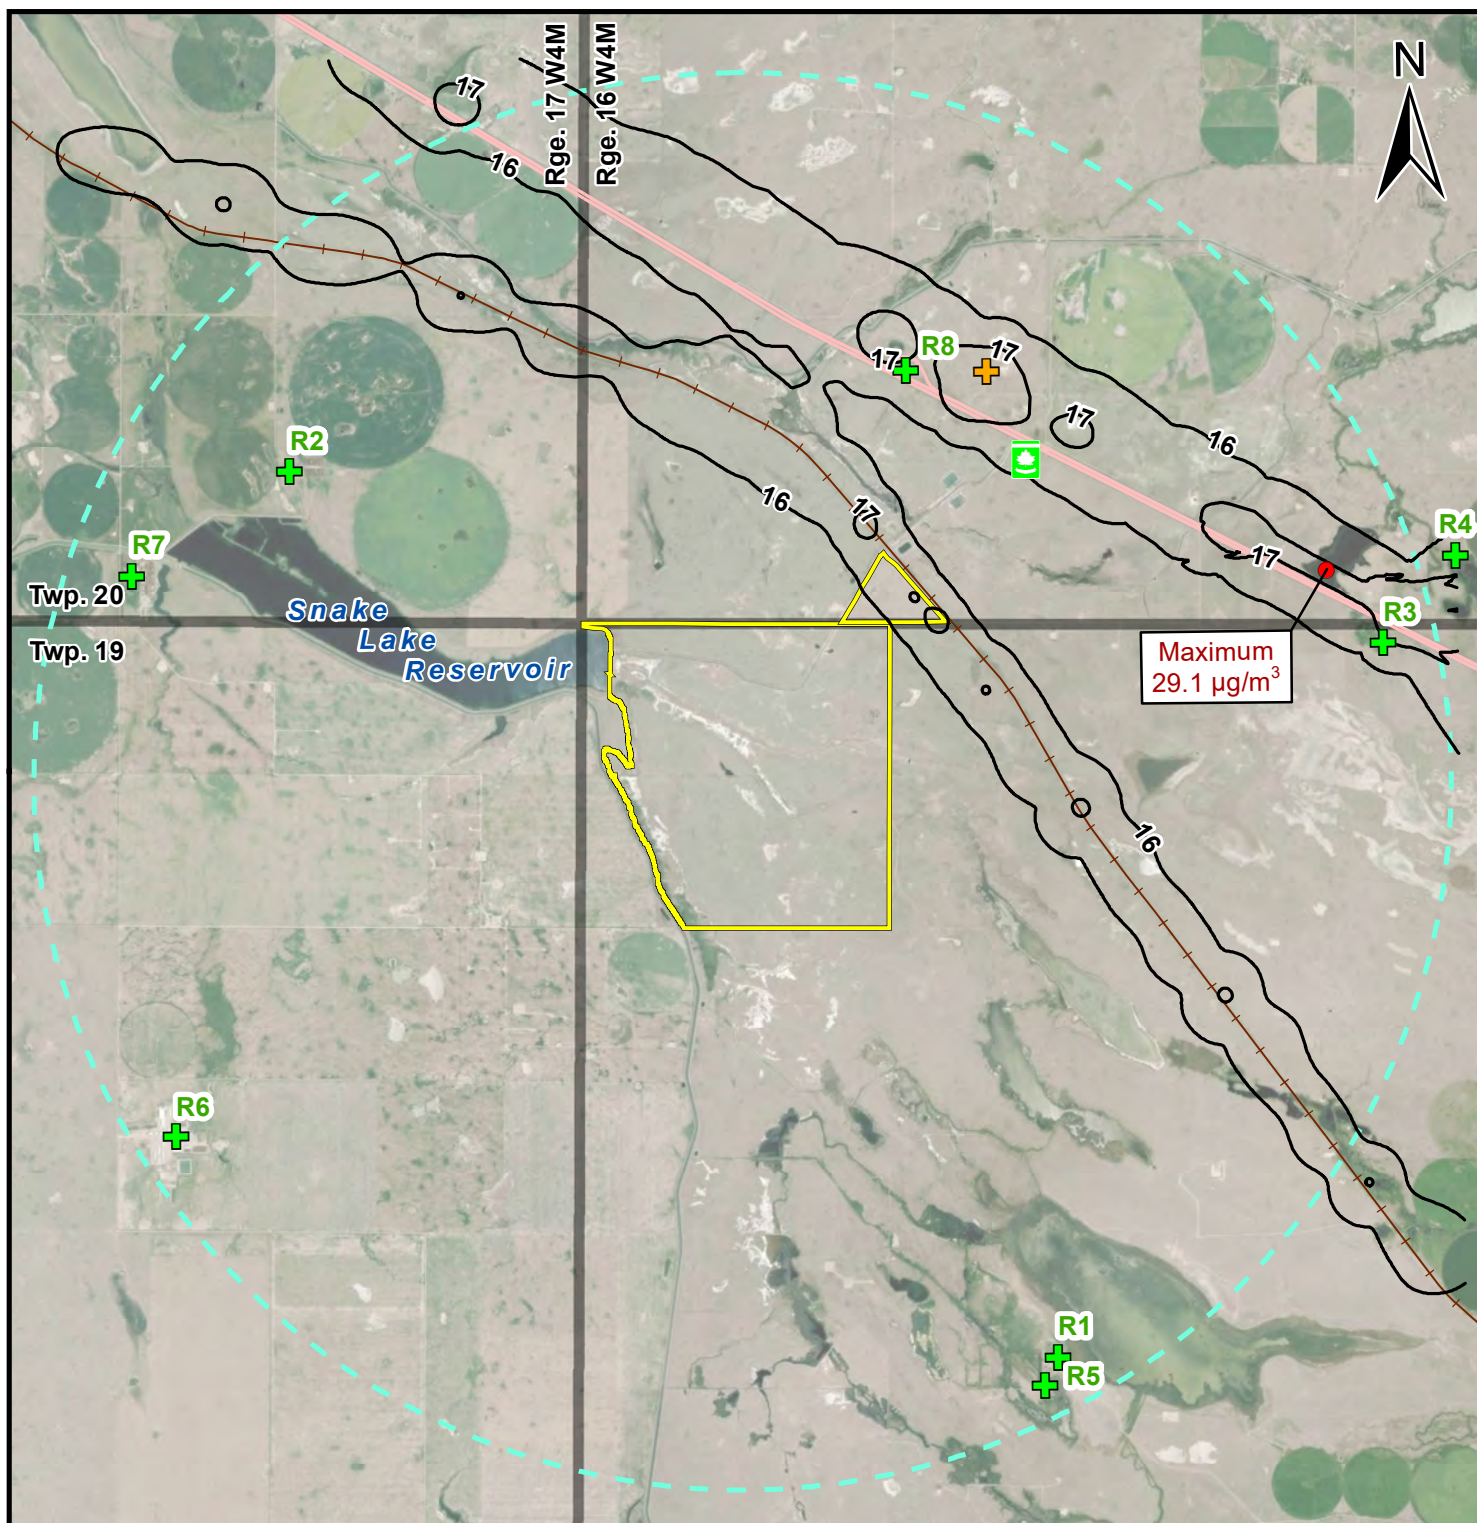 N
Rge. 17 W4M
Rge. 16 W4M
17
16
17
R8
17
17
16
R2
16
17
R4
R7
17
Twp. 20
Snake
Lake
Reservoir
R3
Twp. 19
Maximum
29.1 µg/m³
16
R6
R1
R5